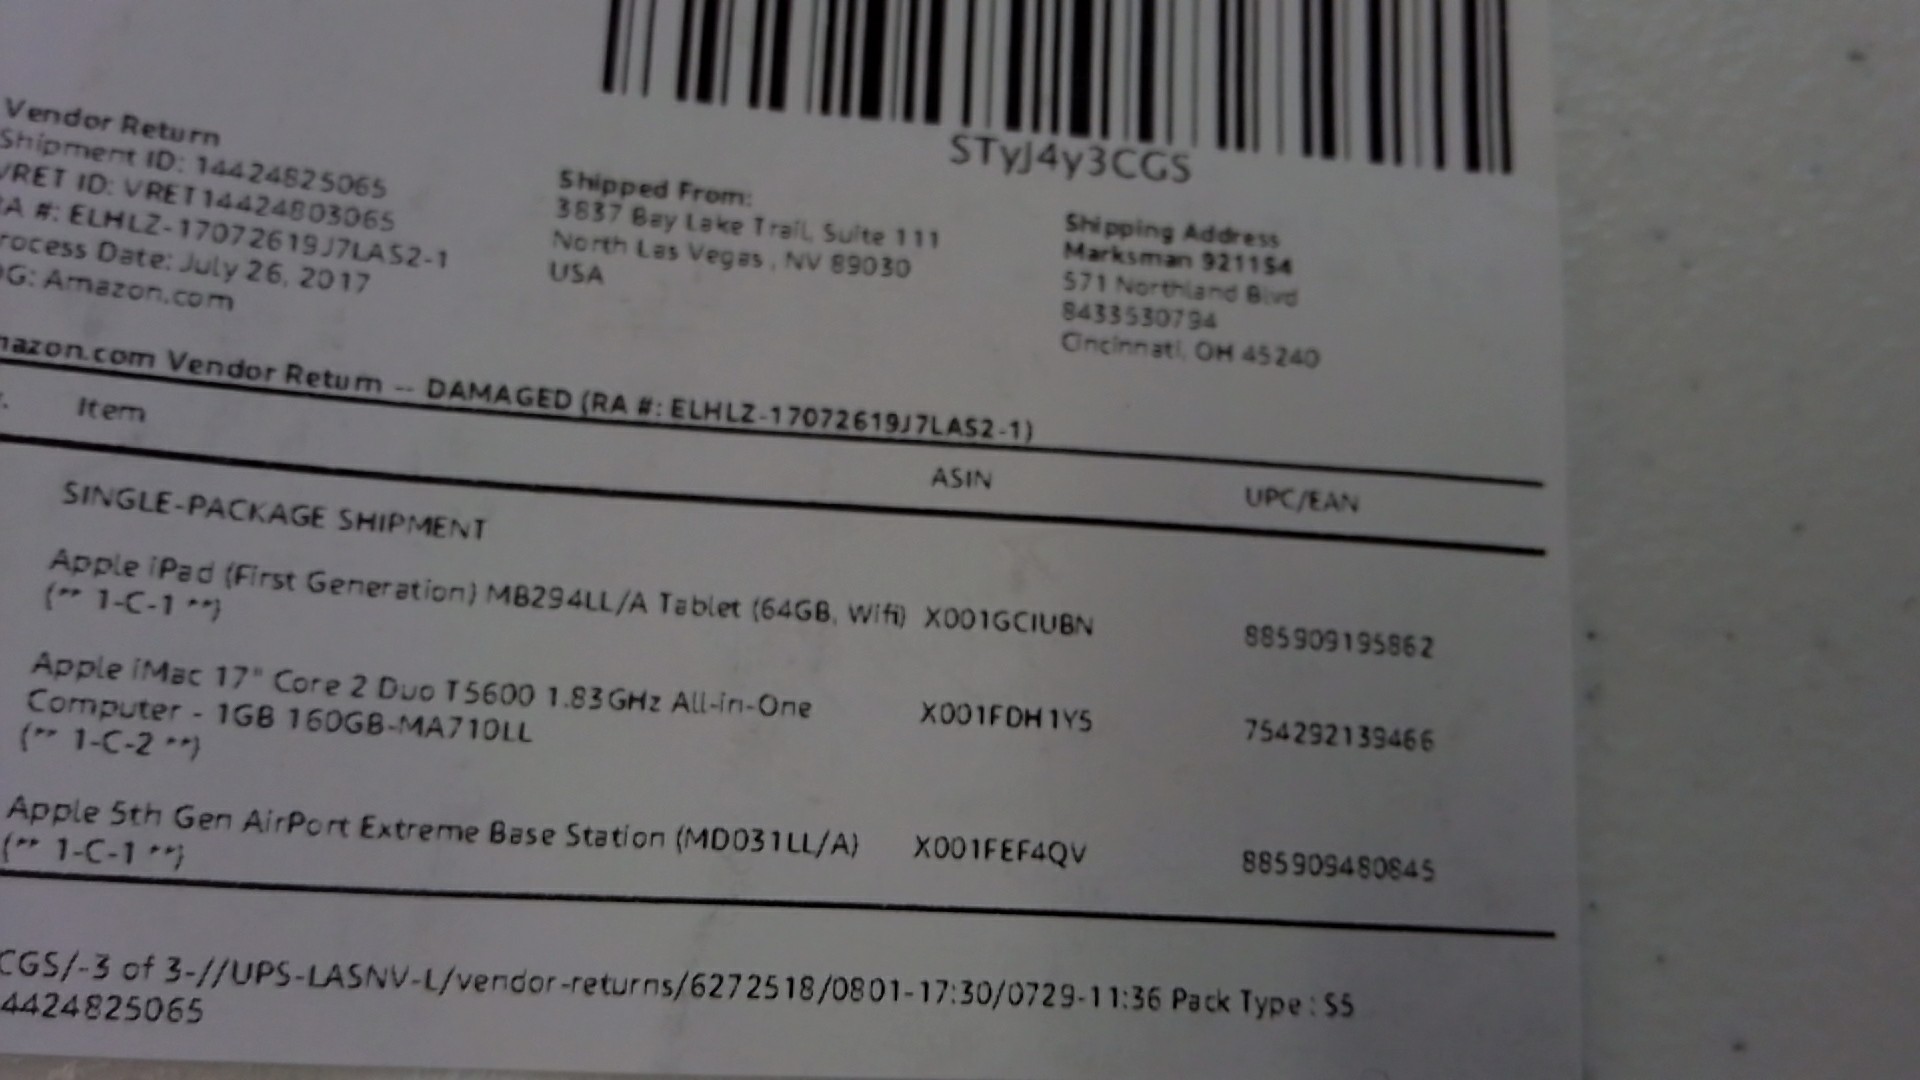 STyJ4y3CGS
Vendor Return
Shipment ID: 14424825065
VRET ID: VRET14424803065
RA #: ELHLZ-17072619J7LAS2-1
rocess Date: July 26, 2017
OG: Amazon.com
Shipped From:
3837 Bay Lake Trail, Suite 111
North Las Vegas , NV 89030
USA
Shipping Address
Marksman 921154
571 Northland Blvd
8433530794
Cincinnati, OH 45240
mazon.com Vendor Return -- DAMAGED (RA #: ELHLZ-17072619J7LAS2-1)
Item ASIN UPC/EAN
SINGLE-PACKAGE SHIPMENT
Apple iPad (First Generation) MB294LL/A Tablet (64GB, Wifi) X001GCIUBN 885909195862
(** 1-C-1 **)
Apple iMac 17" Core 2 Duo T5600 1.83GHz All-in-One X001FDH1Y5 754292139466
Computer - 1GB 160GB-MA710LL
(** 1-C-2 **)
Apple 5th Gen AirPort Extreme Base Station (MD031LL/A) X001FEF4QV 885909480845
(** 1-C-1 **)
CGS/-3 of 3-//UPS-LASNV-L/vendor-returns/6272518/0801-17:30/0729-11:36 Pack Type : S5
4424825065